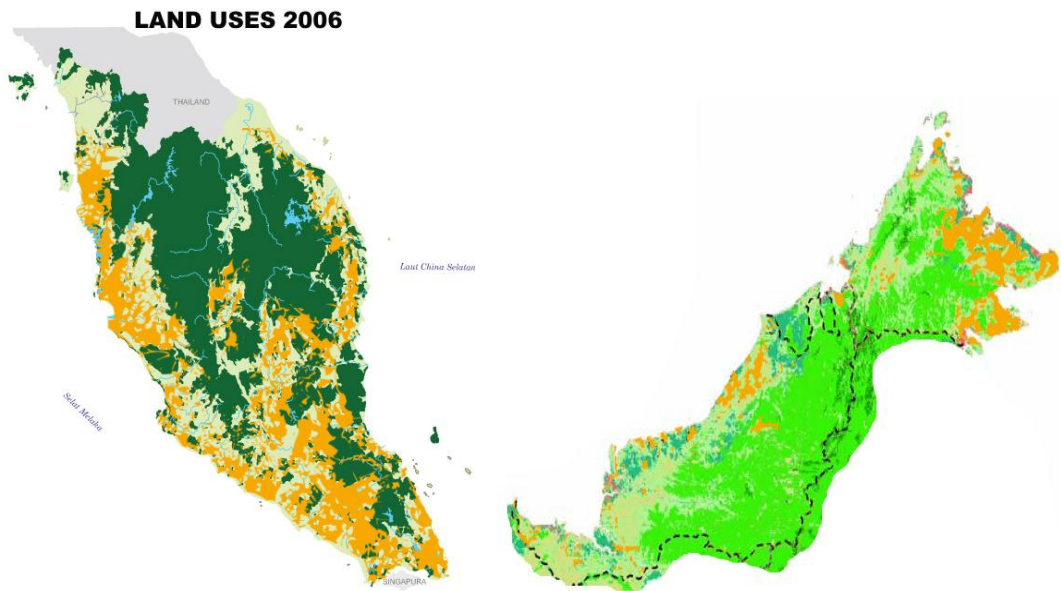 LAND USES 2006
THAILAND
Laut China Selatan
Selat Melaka
SINGAPURA